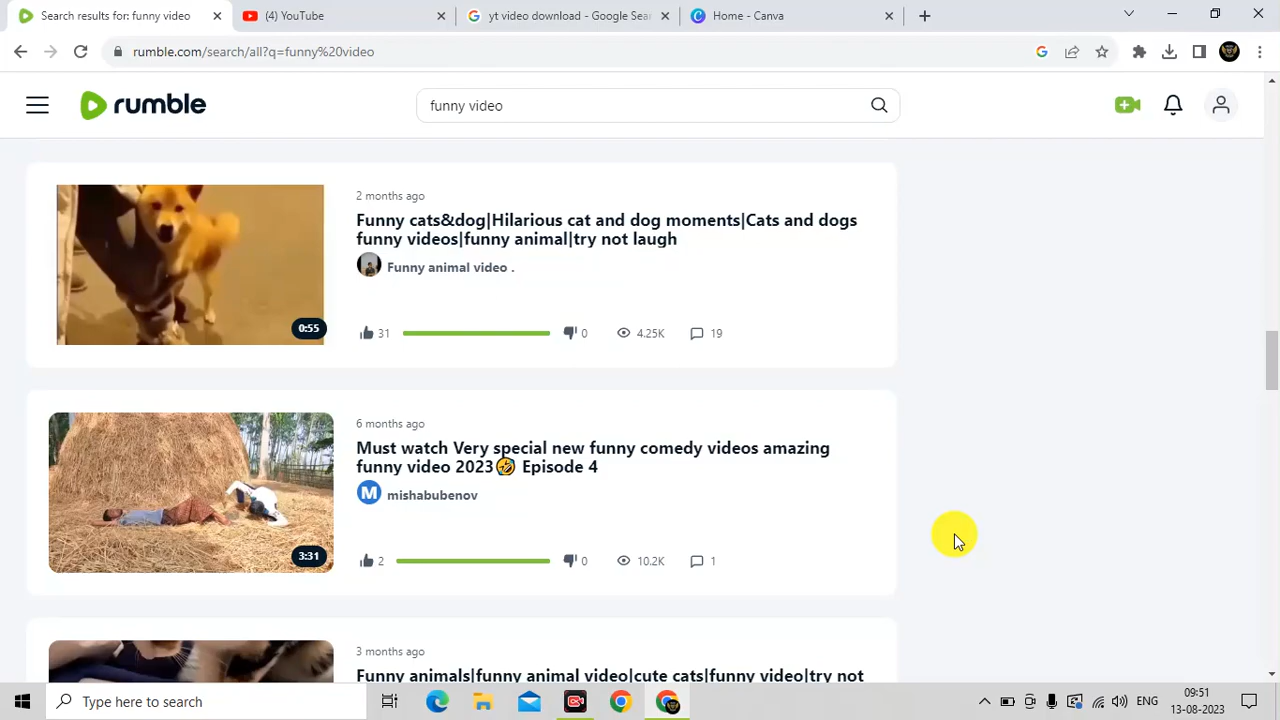 Search results for: funny video
(4) YouTube
yt video download - Google Sear
Home - Canva
rumble.com/search/all?q=funny%20video
rumble
funny video
2 months ago
Funny cats&dog|Hilarious cat and dog moments|Cats and dogs
funny videos|funny animal|try not laugh
Funny animal video .
0:55
31
0
4.25K
19
6 months ago
Must watch Very special new funny comedy videos amazing
funny video 2023🤣 Episode 4
M mishabubenov
3:31
2
0
10.2K
1
3 months ago
Funny animals|funny animal video|cute cats|funny video|try not
Type here to search
ENG
09:51
13-08-2023